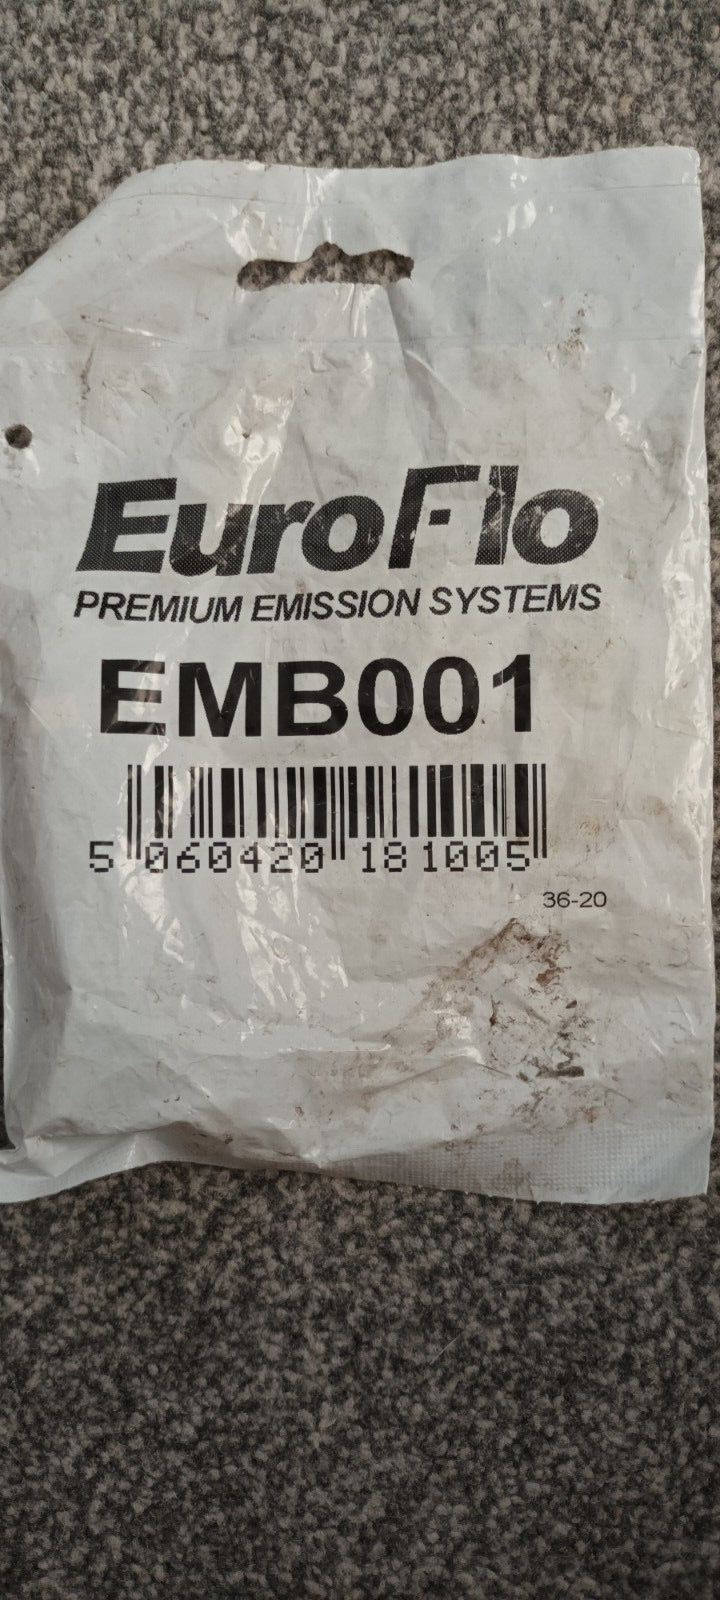 EuroFlo
PREMIUM EMISSION SYSTEMS
EMB001
5 060420 181005
36-20